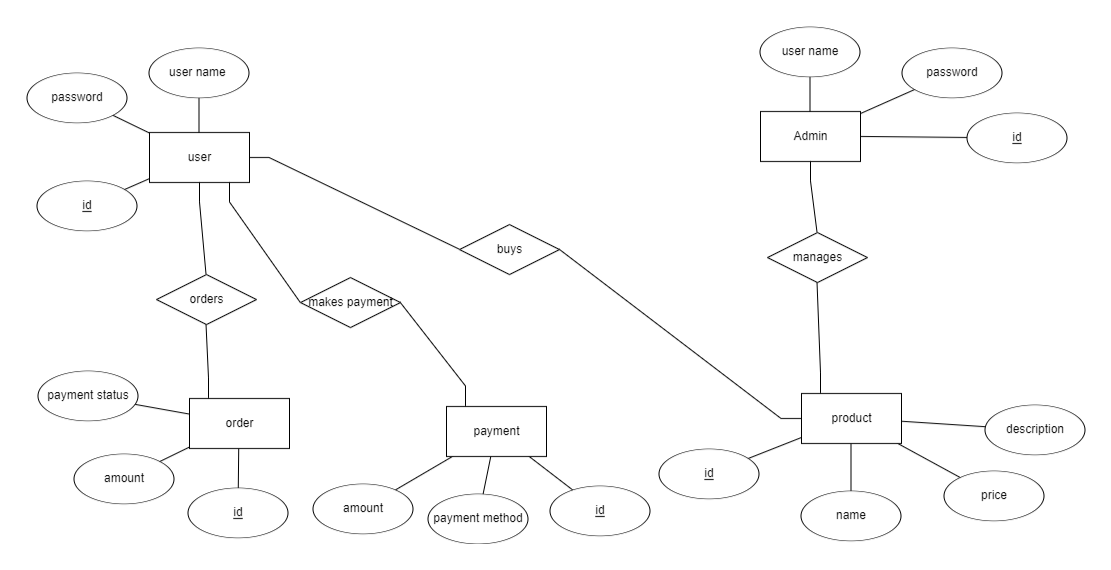 user name
password
user
id
user name
password
Admin
id
buys
manages
orders
makes payment
payment status
order
amount
id
payment
amount
payment method
id
product
description
id
price
name